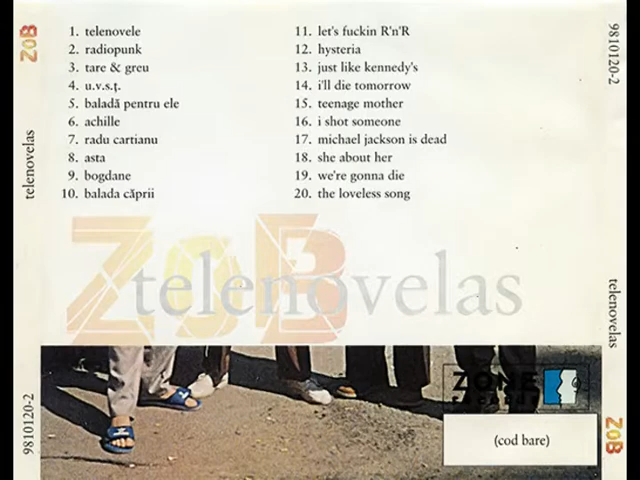 ZOB
telenovelas
9810120-2
1. telenovele
2. radiopunk
3. tare & greu
4. u.v.s.ţ.
5. baladă pentru ele
6. achille
7. radu cartianu
8. asta
9. bogdane
10. balada căprii
11. let's fuckin R'n'R
12. hysteria
13. just like kennedy's
14. i'll die tomorrow
15. teenage mother
16. i shot someone
17. michael jackson is dead
18. she about her
19. we're gonna die
20. the loveless song
ZOB
telenovelas
ZONE
records
(cod bare)
9810120-2
telenovelas
ZOB